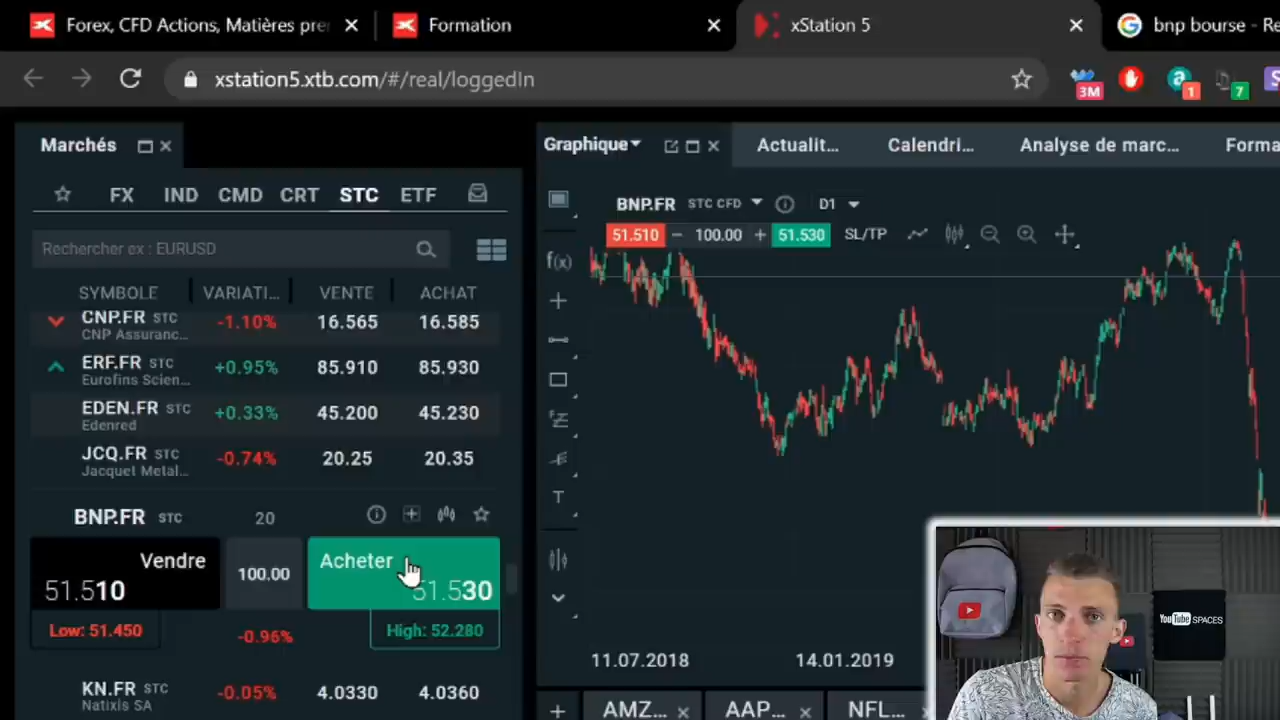 Forex, CFD Actions, Matières pre
Formation
xStation 5
bnp bourse - Re
xstation5.xtb.com/#/real/loggedIn
3M
1
7
Marchés
FX IND CMD CRT STC ETF
Rechercher ex : EURUSD
SYMBOLE VARIATI... VENTE ACHAT
CNP.FR STC -1.10% 16.565 16.585
CNP Assuranc...
ERF.FR STC +0.95% 85.910 85.930
Eurofins Scien...
EDEN.FR STC +0.33% 45.200 45.230
Edenred
JCQ.FR STC -0.74% 20.25 20.35
Jacquet Metal...
BNP.FR STC 20
Vendre
51.510
100.00
Acheter
51.530
Low: 51.450
-0.96%
High: 52.280
KN.FR STC -0.05% 4.0330 4.0360
Natixis SA
Graphique Actualit... Calendri... Analyse de marc... Forma
BNP.FR STC CFD D1
51.510 − 100.00 + 51.530 SL/TP
f(x)
T
11.07.2018 14.01.2019
AMZ... AAP... NFL...
YouTube SPACES